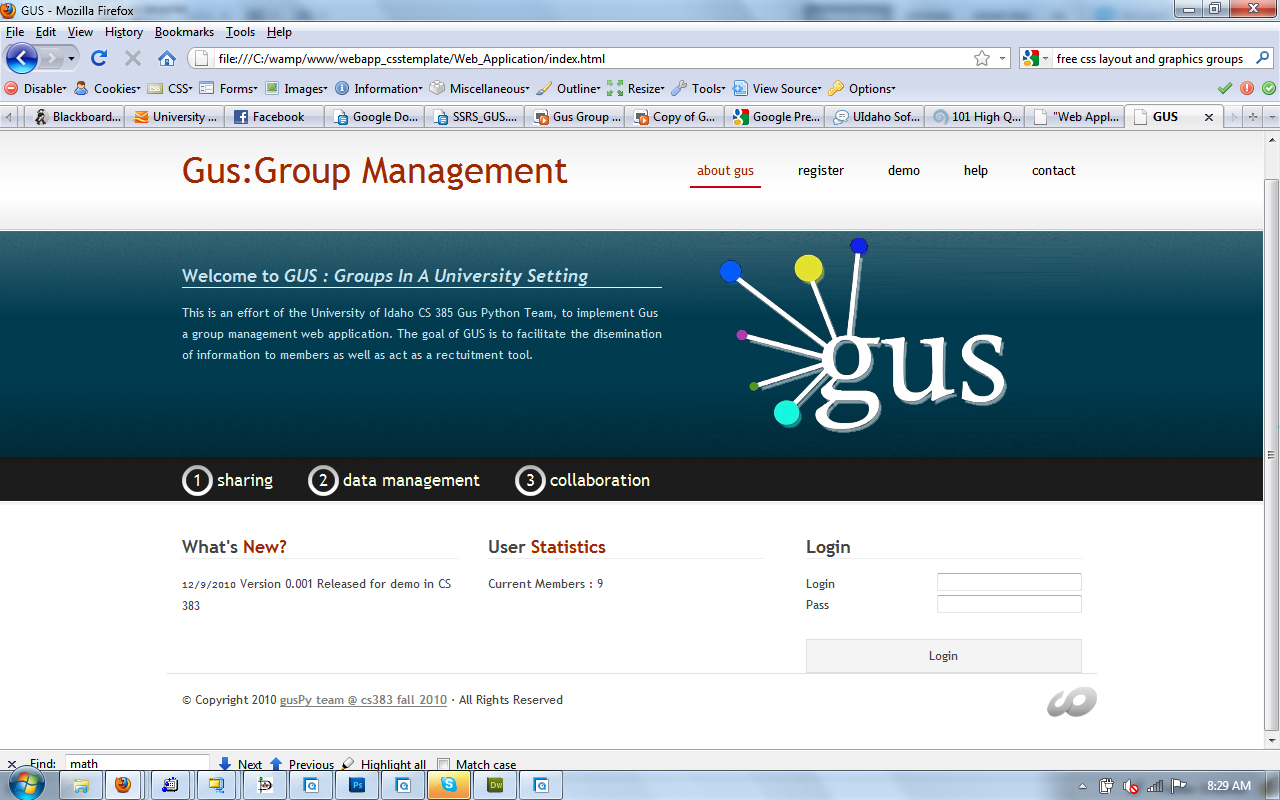 GUS - Mozilla Firefox
File Edit View History Bookmarks Tools Help
file:///C:/wamp/www/webapp_csstemplate/Web_Application/index.html
free css layout and graphics groups
Disable Cookies CSS Forms Images Information Miscellaneous Outline Resize Tools View Source Options
Blackboard... University ... Facebook Google Do... SSRS_GUS.... Gus Group ... Copy of G... Google Pre... UIdaho Sof... 101 High Q... "Web Appl... GUS
Gus:Group Management
about gus register demo help contact
Welcome to GUS : Groups In A University Setting
This is an effort of the University of Idaho CS 385 Gus Python Team, to implement Gus
a group management web application. The goal of GUS is to facilitate the disemination
of information to members as well as act as a rectuitment tool.
gus
1 sharing 2 data management 3 collaboration
What's New?
12/9/2010 Version 0.001 Released for demo in CS
383
User Statistics
Current Members : 9
Login
Login
Pass
Login
© Copyright 2010 gusPy team @ cs383 fall 2010 · All Rights Reserved
Find: math Next Previous Highlight all Match case
Ps Dw
8:29 AM